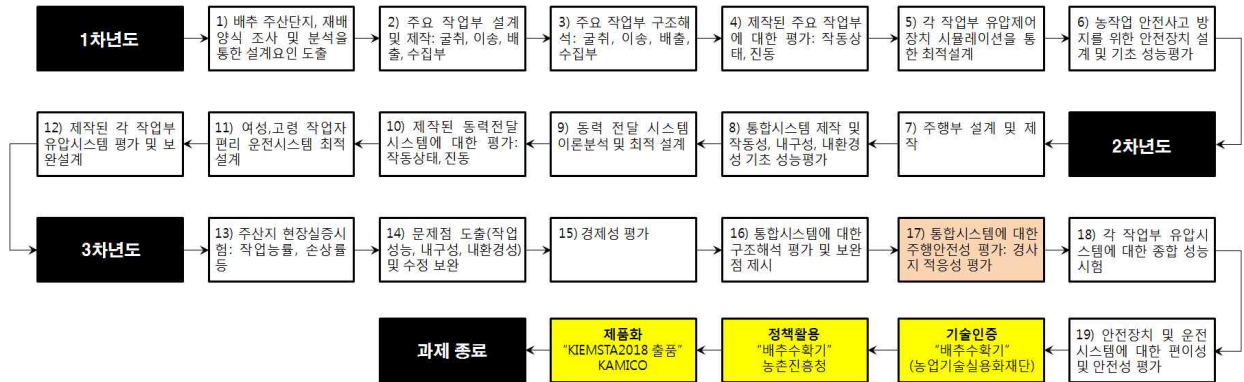 1차년도
1) 배추 주산단지, 재배
양식 조사 및 분석을
통한 설계요인 도출
2) 주요 작업부 설계
및 제작: 굴취, 이송, 배
출, 수집부
3) 주요 작업부 구조해
석: 굴취, 이송, 배출,
수집부
4) 제작된 주요 작업부
에 대한 평가: 작동상
태, 진동
5) 각 작업부 유압제어
장치 시뮬레이션을 통
한 최적설계
6) 농작업 안전사고 방
지를 위한 안전장치 설
계 및 기초 성능평가
2차년도
7) 주행부 설계 및 제
작
8) 통합시스템 제작 및
작동성, 내구성, 내환경
성 기초 성능평가
9) 동력 전달 시스템
이론분석 및 최적 설계
10) 제작된 동력전달
시스템에 대한 평가:
작동상태, 진동
11) 여성,고령 작업자
편리 운전시스템 최적
설계
12) 제작된 각 작업부
유압시스템 평가 및 보
완설계
3차년도
13) 주산지 현장실증시
험: 작업능률, 손상률
등
14) 문제점 도출(작업
성능, 내구성, 내환경성)
및 수정 보완
15) 경제성 평가
16) 통합시스템에 대한
구조해석 평가 및 보완
점 제시
17) 통합시스템에 대한
주행안전성 평가: 경사
지 적응성 평가
18) 각 작업부 유압시
스템에 대한 종합 성능
시험
19) 안전장치 및 운전
시스템에 대한 편이성
및 안전성 평가
기술인증
"배추수확기"
(농업기술실용화재단)
정책활용
"배추수확기"
농촌진흥청
제품화
"KIEMSTA2018 출품"
KAMICO
과제 종료